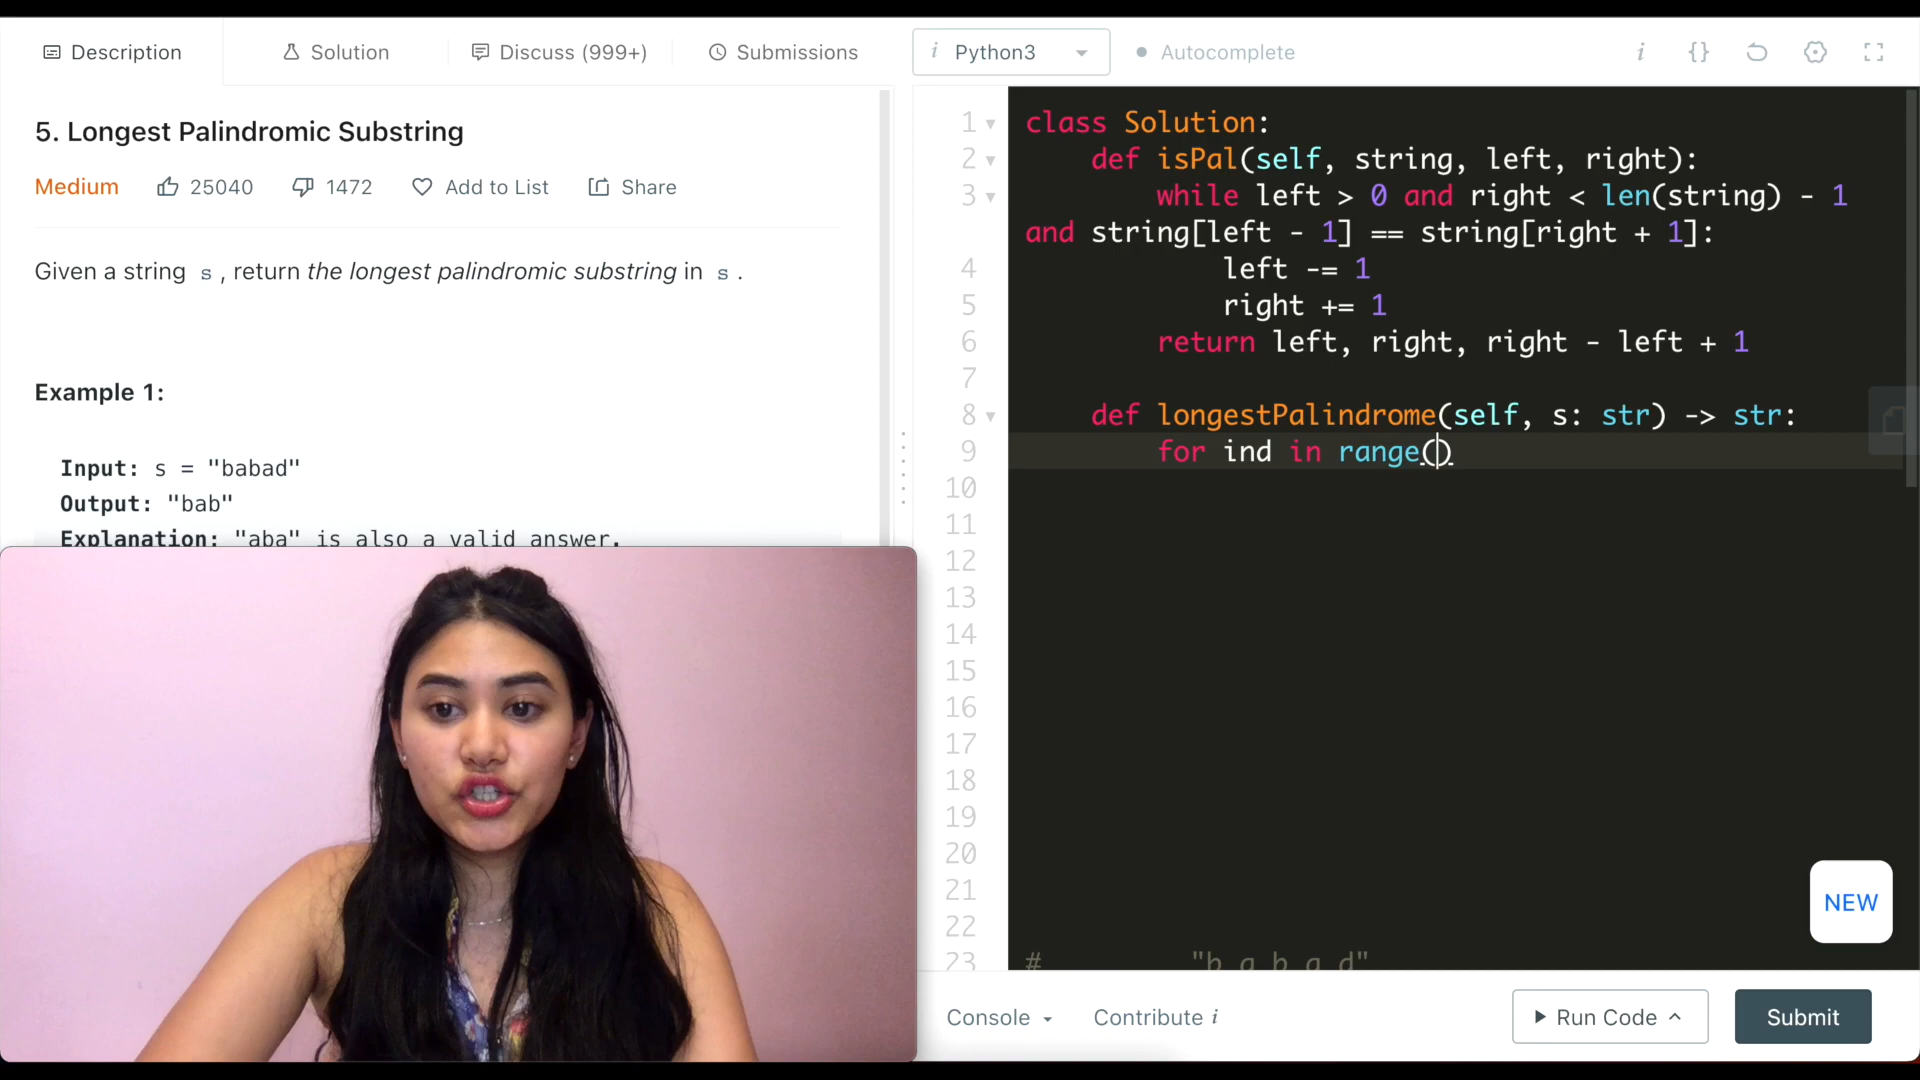 Description
Solution
Discuss (999+)
Submissions
i Python3
Autocomplete
i {}
5. Longest Palindromic Substring
Medium 25040 1472 Add to List Share
Given a string s , return the longest palindromic substring in s .
Example 1:
Input: s = "babad"
Output: "bab"
Explanation: "aba" is also a valid answer.
1 class Solution:
2     def isPal(self, string, left, right):
3         while left > 0 and right < len(string) - 1
and string[left - 1] == string[right + 1]:
4             left -= 1
5             right += 1
6         return left, right, right - left + 1
7
8     def longestPalindrome(self, s: str) -> str:
9         for ind in range()
10
11
12
13
14
15
16
17
18
19
20
21
22
23 #         "b a b a d"
NEW
Console
Contribute i
Run Code
Submit